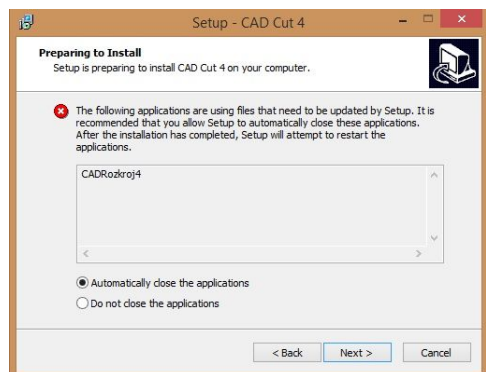 Setup - CAD Cut 4
Preparing to Install
Setup is preparing to install CAD Cut 4 on your computer.
The following applications are using files that need to be updated by Setup. It is
recommended that you allow Setup to automatically close these applications.
After the installation has completed, Setup will attempt to restart the
applications.
CADRozkroj4
Automatically close the applications
Do not close the applications
< Back
Next >
Cancel